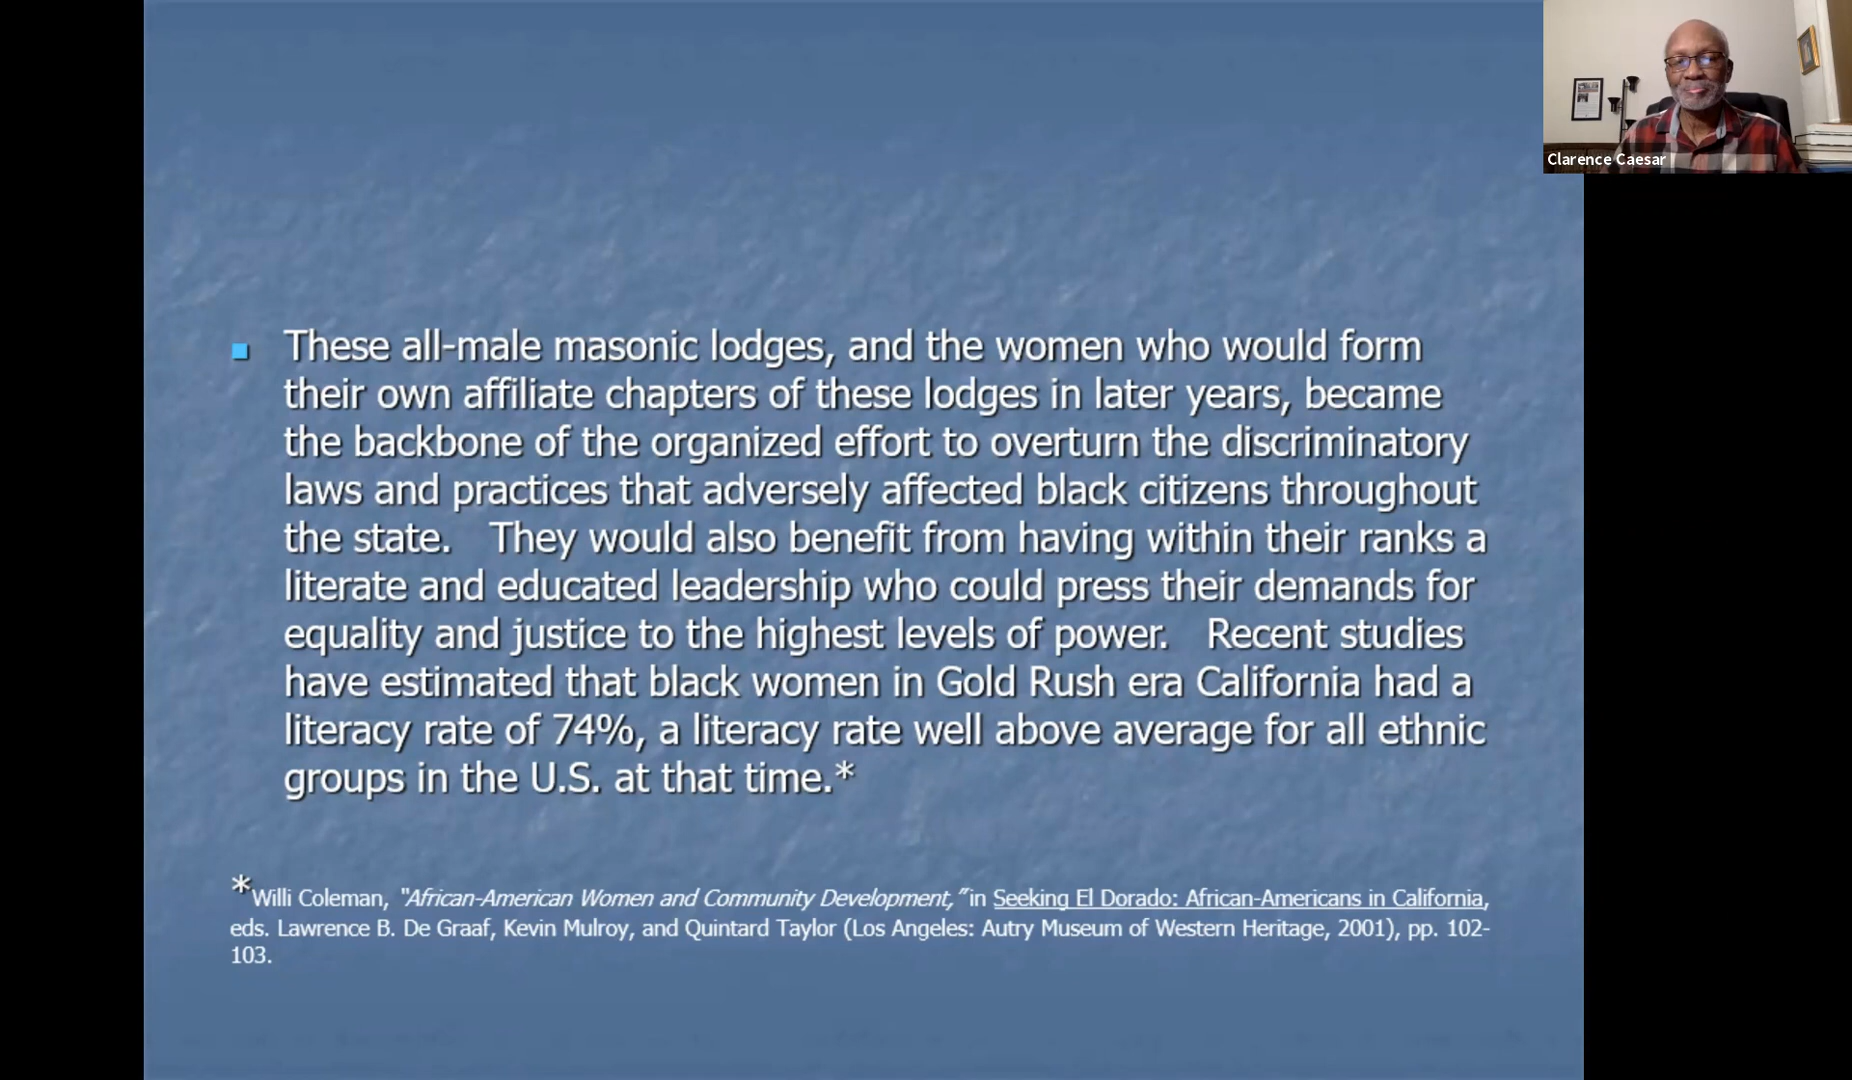 Clarence Caesar
These all-male masonic lodges, and the women who would form
their own affiliate chapters of these lodges in later years, became
the backbone of the organized effort to overturn the discriminatory
laws and practices that adversely affected black citizens throughout
the state.   They would also benefit from having within their ranks a
literate and educated leadership who could press their demands for
equality and justice to the highest levels of power.   Recent studies
have estimated that black women in Gold Rush era California had a
literacy rate of 74%, a literacy rate well above average for all ethnic
groups in the U.S. at that time.*
*Willi Coleman, "African-American Women and Community Development," in Seeking El Dorado: African-Americans in California,
eds. Lawrence B. De Graaf, Kevin Mulroy, and Quintard Taylor (Los Angeles: Autry Museum of Western Heritage, 2001), pp. 102-
103.